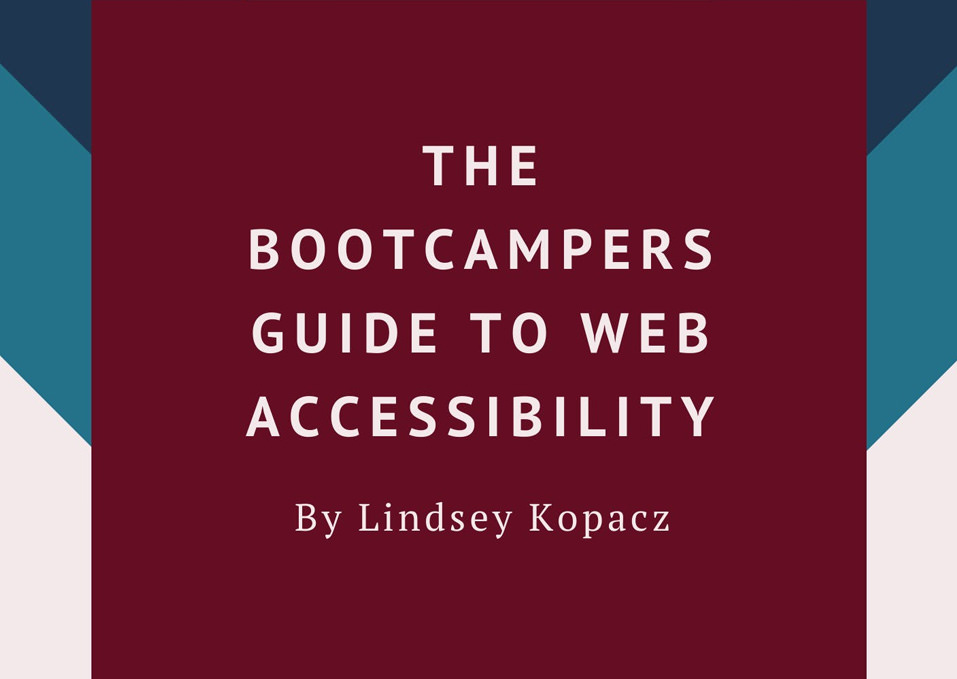 THE
BOOTCAMPERS
GUIDE TO WEB
ACCESSIBILITY
By Lindsey Kopacz